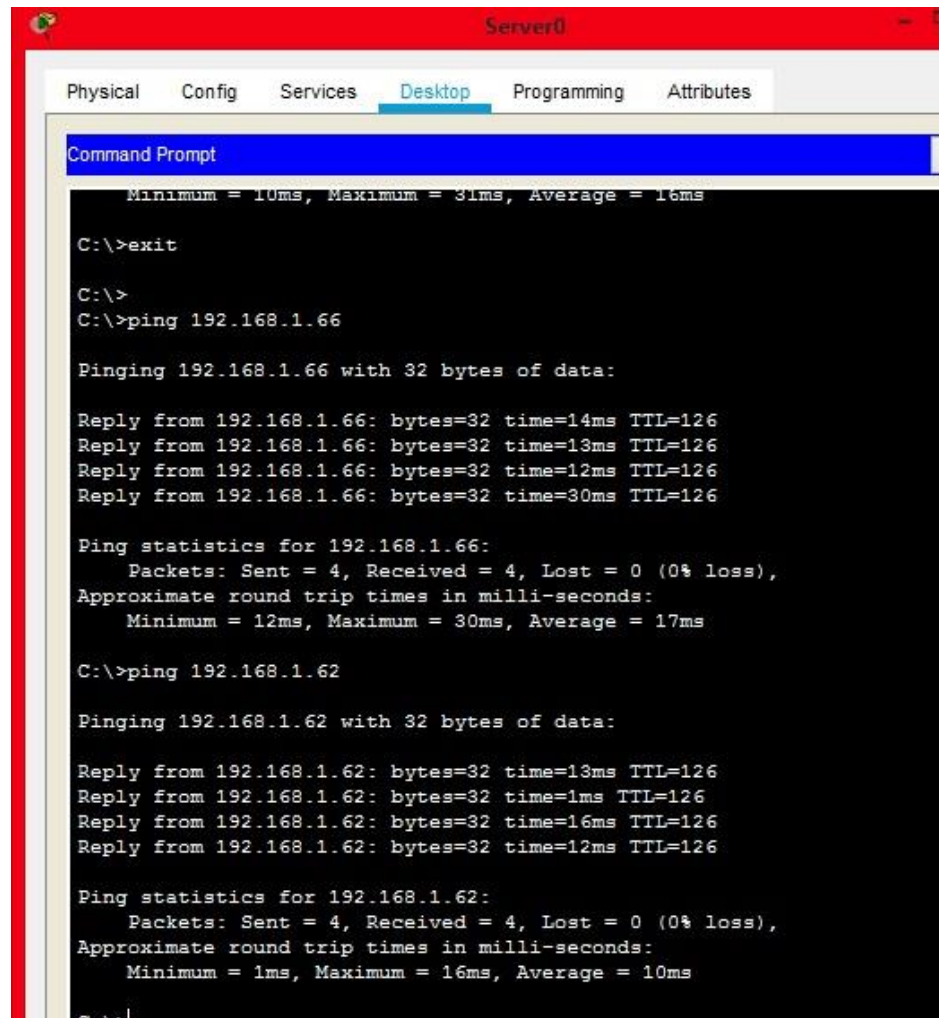 Server0
Physical Config Services Desktop Programming Attributes
Command Prompt
Minimum = 10ms, Maximum = 31ms, Average = 16ms
C:\>exit
C:\>
C:\>ping 192.168.1.66
Pinging 192.168.1.66 with 32 bytes of data:
Reply from 192.168.1.66: bytes=32 time=14ms TTL=126
Reply from 192.168.1.66: bytes=32 time=13ms TTL=126
Reply from 192.168.1.66: bytes=32 time=12ms TTL=126
Reply from 192.168.1.66: bytes=32 time=30ms TTL=126
Ping statistics for 192.168.1.66:
Packets: Sent = 4, Received = 4, Lost = 0 (0% loss),
Approximate round trip times in milli-seconds:
Minimum = 12ms, Maximum = 30ms, Average = 17ms
C:\>ping 192.168.1.62
Pinging 192.168.1.62 with 32 bytes of data:
Reply from 192.168.1.62: bytes=32 time=13ms TTL=126
Reply from 192.168.1.62: bytes=32 time=1ms TTL=126
Reply from 192.168.1.62: bytes=32 time=16ms TTL=126
Reply from 192.168.1.62: bytes=32 time=12ms TTL=126
Ping statistics for 192.168.1.62:
Packets: Sent = 4, Received = 4, Lost = 0 (0% loss),
Approximate round trip times in milli-seconds:
Minimum = 1ms, Maximum = 16ms, Average = 10ms